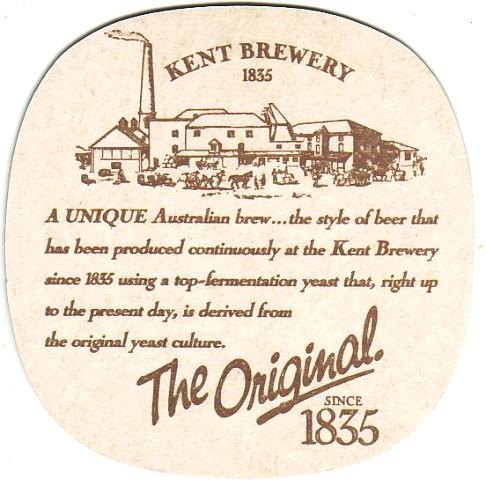 KENT BREWERY
1835
A UNIQUE Australian brew...the style of beer that
has been produced continuously at the Kent Brewery
since 1835 using a top-fermentation yeast that, right up
to the present day, is derived from
the original yeast culture.
The Original.
SINCE
1835